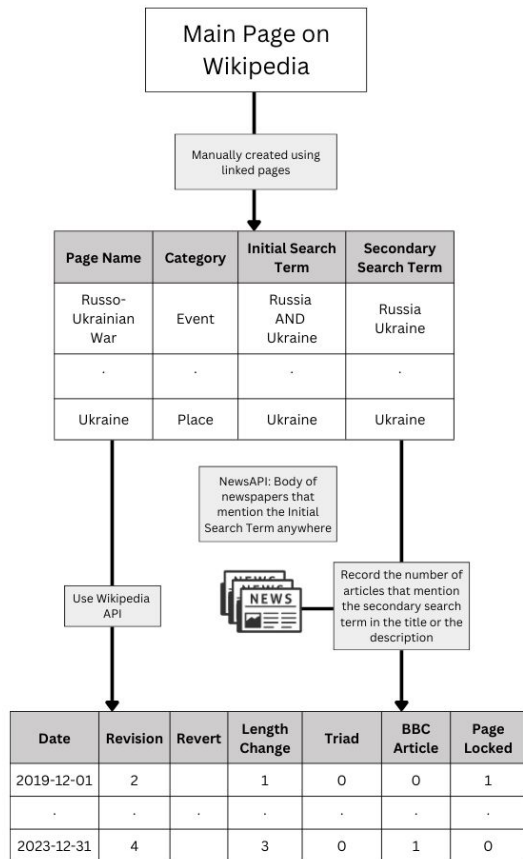 Main Page on
Wikipedia
Manually created using
linked pages
Page Name Category Initial Search Term Secondary Search Term
Russo-Ukrainian War Event Russia AND Ukraine Russia Ukraine
. . . .
Ukraine Place Ukraine Ukraine
NewsAPI: Body of
newspapers that
mention the Initial
Search Term anywhere
Use Wikipedia
API
NEWS
Record the number of
articles that mention
the secondary search
term in the title or the
description
Date Revision Revert Length Change Triad BBC Article Page Locked
2019-12-01 2 1 0 0 1
. . . . . . .
2023-12-31 4 3 0 1 0